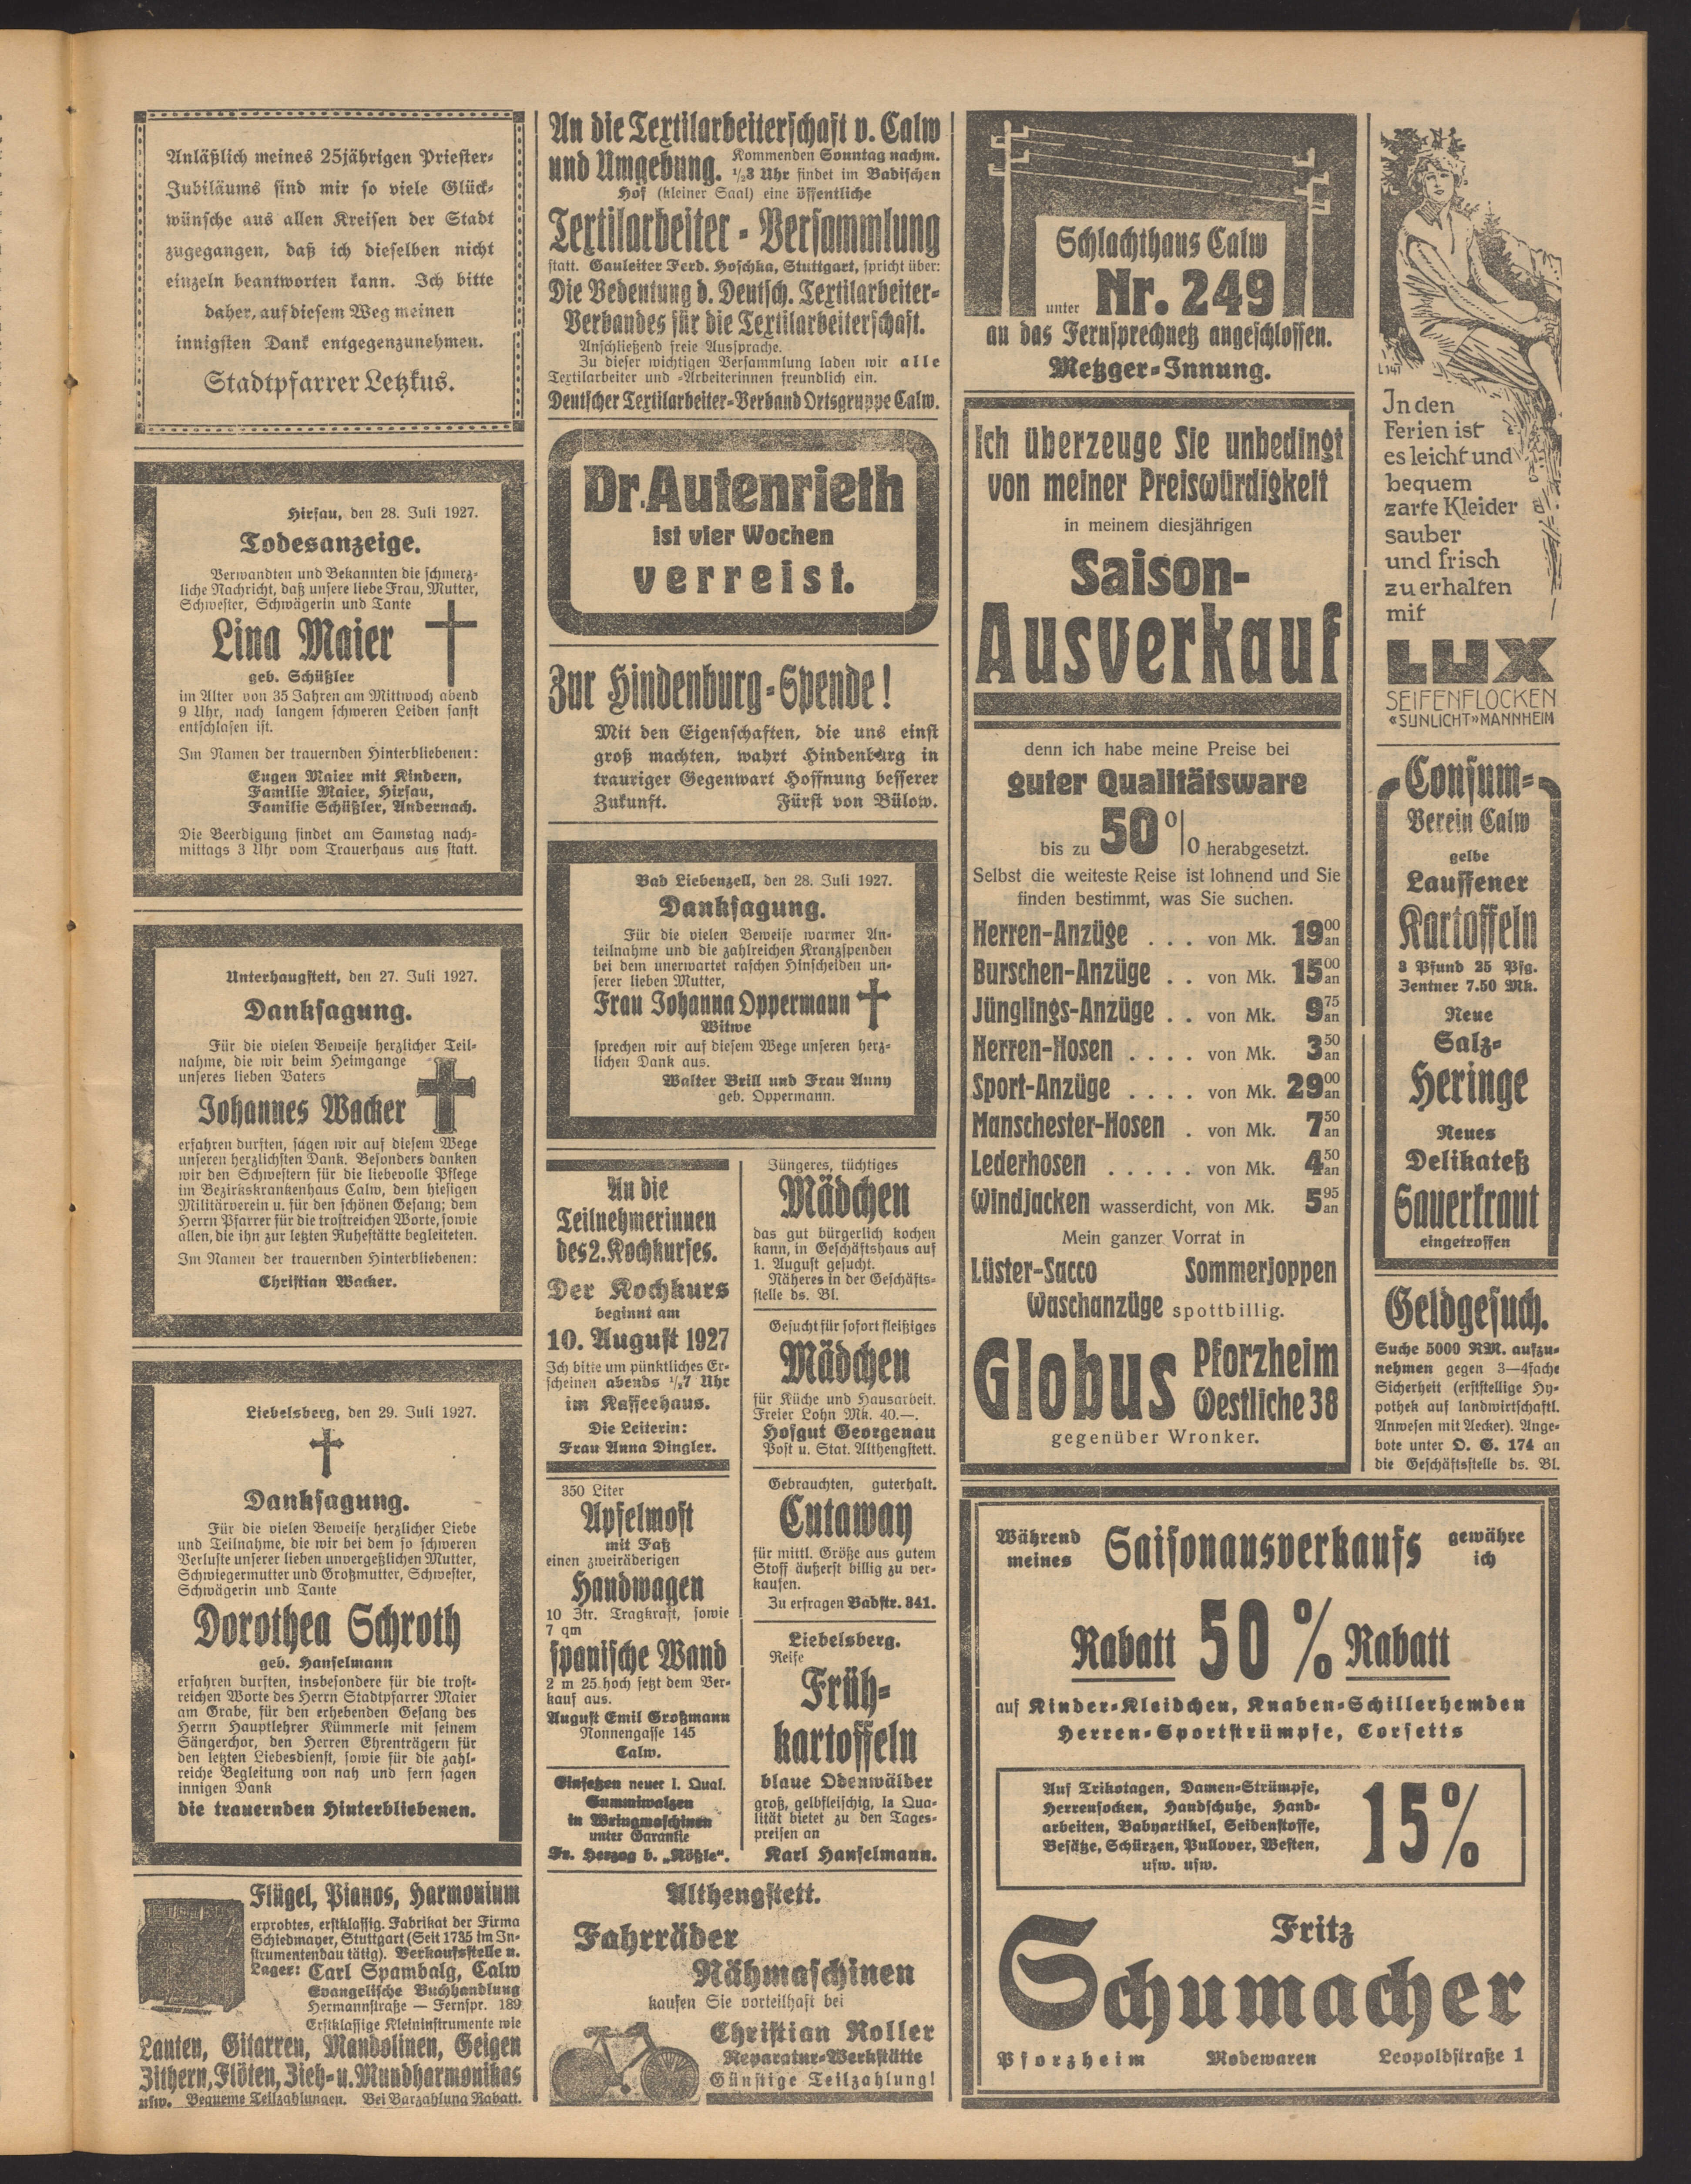 Anläßlich meines 25jährigen Priester-
Jubiläums sind mir so viele Glück-
wünsche aus allen Kreisen der Stadt
zugegangen, daß ich dieselben nicht
einzeln beantworten kann. Ich bitte
daher, auf diesem Weg meinen
innigsten Dank entgegenzunehmen.
Stadtpfarrer Letzkus.
Hirsau, den 28. Juli 1927.
Todesanzeige.
Verwandten und Bekannten die schmerz-
liche Nachricht, daß unsere liebe Frau, Mutter,
Schwester, Schwägerin und Tante
Lina Maier
geb. Schüßler
im Alter von 35 Jahren am Mittwoch abend
9 Uhr, nach langem schweren Leiden sanft
entschlafen ist.
Im Namen der trauernden Hinterbliebenen:
Eugen Maier mit Kindern,
Familie Maier, Hirsau,
Familie Schüßler, Andernach.
Die Beerdigung findet am Samstag nach-
mittags 3 Uhr vom Trauerhaus aus statt.
Unterhaugstett, den 27. Juli 1927.
Danksagung.
Für die vielen Beweise herzlicher Teil-
nahme, die wir beim Heimgange
unseres lieben Vaters
Johannes Wacker
erfahren durften, sagen wir auf diesem Wege
unseren herzlichsten Dank. Besonders danken
wir den Schwestern für die liebevolle Pflege
im Bezirkskrankenhaus Calw, dem hiesigen
Militärverein u. für den schönen Gesang; dem
Herrn Pfarrer für die trostreichen Worte, sowie
allen, die ihn zur letzten Ruhestätte begleiteten.
Im Namen der trauernden Hinterbliebenen:
Christian Wacker.
Liebelsberg, den 29. Juli 1927.
Danksagung.
Für die vielen Beweise herzlicher Liebe
und Teilnahme, die wir bei dem so schweren
Verluste unserer lieben unvergeßlichen Mutter,
Schwiegermutter und Großmutter, Schwester,
Schwägerin und Tante
Dorothea Schroth
geb. Hanselmann
erfahren durften, insbesondere für die trost-
reichen Worte des Herrn Stadtpfarrer Maier
am Grabe, für den erhebenden Gesang des
Herrn Hauptlehrer Kümmerle mit seinem
Sängerchor, den Herren Ehrenträgern für
den letzten Liebesdienst, sowie für die zahl-
reiche Begleitung von nah und fern sagen
innigen Dank
die trauernden Hinterbliebenen.
Flügel, Pianos, Harmonium
erprobtes, erstklassig. Fabrikat der Firma
Schiedmayer, Stuttgart (Seit 1735 im In-
strumentenbau tätig). Verkaufsstelle u.
Lager: Carl Spambalg, Calw
Evangelische Buchhandlung
Hermannstraße — Fernspr. 189
Erstklassige Kleininstrumente wie
Lauten, Gitarren, Mandolinen, Geigen
Zithern, Flöten, Zieh- u. Mundharmonikas
usw. Bequeme Teilzahlungen. Bei Barzahlung Rabatt.
An die Textilarbeiterschaft v. Calw
und Umgebung. Kommenden Sonntag nachm.
½3 Uhr findet im Badischen
Hof (kleiner Saal) eine öffentliche
Textilarbeiter - Versammlung
statt. Gauleiter Ferd. Hoschka, Stuttgart, spricht über:
Die Bedeutung d. Deutsch. Textilarbeiter-
Verbandes für die Textilarbeiterschaft.
Anschließend freie Aussprache.
Zu dieser wichtigen Versammlung laden wir alle
Textilarbeiter und -Arbeiterinnen freundlich ein.
Deutscher Textilarbeiter-Verband Ortsgruppe Calw.
Dr. Autenrieth
ist vier Wochen
verreist.
Zur Hindenburg-Spende!
Mit den Eigenschaften, die uns einst
groß machten, wahrt Hindenburg in
trauriger Gegenwart Hoffnung besserer
Zukunft. Fürst von Bülow.
Bad Liebenzell, den 28. Juli 1927.
Danksagung.
Für die vielen Beweise warmer An-
teilnahme und die zahlreichen Kranzspenden
bei dem unerwartet raschen Hinscheiden un-
serer lieben Mutter,
Frau Johanna Oppermann
Witwe
sprechen wir auf diesem Wege unseren herz-
lichen Dank aus.
Walter Brill und Frau Anny
geb. Oppermann.
An die
Teilnehmerinnen
des 2. Kochkurses.
Der Kochkurs
beginnt am
10. August 1927
Ich bitte um pünktliches Er-
scheinen abends ½7 Uhr
im Kaffeehaus.
Die Leiterin:
Frau Anna Dingler.
350 Liter
Apfelmost
mit Faß
einen zweiräderigen
Handwagen
10 Ztr. Tragkraft, sowie
7 qm
spanische Wand
2 m 25 hoch setzt dem Ver-
kauf aus.
August Emil Großmann
Nonnengasse 145
Calw.
Einsetzen neuer I. Qual.
Gummiwalzen
in Wringmaschinen
unter Garantie
Fr. Herzog b. „Rößle“.
Jüngeres, tüchtiges
Mädchen
das gut bürgerlich kochen
kann, in Geschäftshaus auf
1. August gesucht.
Näheres in der Geschäfts-
stelle ds. Bl.
Gesucht für sofort fleißiges
Mädchen
für Küche und Hausarbeit.
Freier Lohn Mk. 40.—.
Hofgut Georgenau
Post u. Stat. Althengstett.
Gebrauchten, guterhalt.
Cutaway
für mittl. Größe aus gutem
Stoff äußerst billig zu ver-
kaufen.
Zu erfragen Badstr. 341.
Liebelsberg.
Reife
Früh-
kartoffeln
blaue Odenwälder
groß, gelbfleischig, Ia Qua-
lität bietet zu den Tages-
preisen an
Karl Hanselmann.
Althengstett.
Fahrräder
Nähmaschinen
kaufen Sie vorteilhaft bei
Christian Roller
Reparatur-Werkstätte
Günstige Teilzahlung!
Schlachthaus Calw
unter Nr. 249
an das Fernsprechnetz angeschlossen.
Metzger-Innung.
Ich überzeuge Sie unbedingt
von meiner Preiswürdigkeit
in meinem diesjährigen
Saison-
Ausverkauf
denn ich habe meine Preise bei
guter Qualitätsware
bis zu 50% herabgesetzt.
Selbst die weiteste Reise ist lohnend und Sie
finden bestimmt, was Sie suchen.
Herren-Anzüge . . . von Mk. 19 00 an
Burschen-Anzüge . . von Mk. 15 00 an
Jünglings-Anzüge . . von Mk. 9 75 an
Herren-Hosen . . . . von Mk. 3 50 an
Sport-Anzüge . . . . von Mk. 29 00 an
Manschester-Hosen . von Mk. 7 50 an
Lederhosen . . . . . von Mk. 4 50 an
Windjacken wasserdicht, von Mk. 5 95 an
Mein ganzer Vorrat in
Lüster-Sacco Sommerjoppen
Waschanzüge spottbillig.
Globus Pforzheim
Westliche 38
gegenüber Wronker.
L 147
In den
Ferien ist
es leicht und
bequem
zarte Kleider
sauber
und frisch
zu erhalten
mit
LUX
SEIFENFLOCKEN
«SUNLICHT» MANNHEIM
Consum-
Verein Calw
gelbe
Lauffener
Kartoffeln
3 Pfund 25 Pfg.
Zentner 7.50 Mk.
Neue
Salz-
Heringe
Neues
Delikateß
Sauerkraut
eingetroffen
Geldgesuch.
Suche 5000 RM. aufzu-
nehmen gegen 3—4fache
Sicherheit (erststellige Hy-
pothek auf landwirtschaftl.
Anwesen mit Aecker). Ange-
bote unter O. G. 174 an
die Geschäftsstelle ds. Bl.
Während meines Saisonausverkaufs gewähre ich
Rabatt 50 % Rabatt
auf Kinder-Kleidchen, Knaben-Schillerhemden
Herren-Sportstrümpfe, Corsetts
Auf Trikotagen, Damen-Strümpfe,
Herrensocken, Handschuhe, Hand-
arbeiten, Babyartikel, Seidenstoffe,
Besätze, Schürzen, Pullover, Westen,
usw. usw.
15%
Fritz
Schumacher
Pforzheim Modewaren Leopoldstraße 1